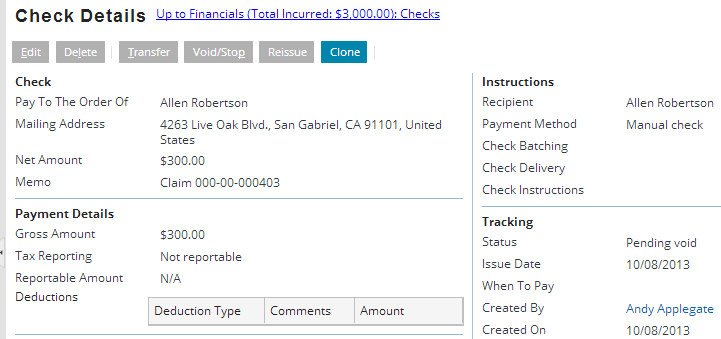 Check Details Up to Financials (Total Incurred: $3,000.00): Checks
Edit Delete Transfer Void/Stop Reissue Clone
Check
Pay To The Order Of Allen Robertson
Mailing Address 4263 Live Oak Blvd., San Gabriel, CA 91101, United
States
Net Amount $300.00
Memo Claim 000-00-000403
Payment Details
Gross Amount $300.00
Tax Reporting Not reportable
Reportable Amount N/A
Deductions
Deduction Type Comments Amount
Instructions
Recipient Allen Robertson
Payment Method Manual check
Check Batching
Check Delivery
Check Instructions
Tracking
Status Pending void
Issue Date 10/08/2013
When To Pay
Created By Andy Applegate
Created On 10/08/2013